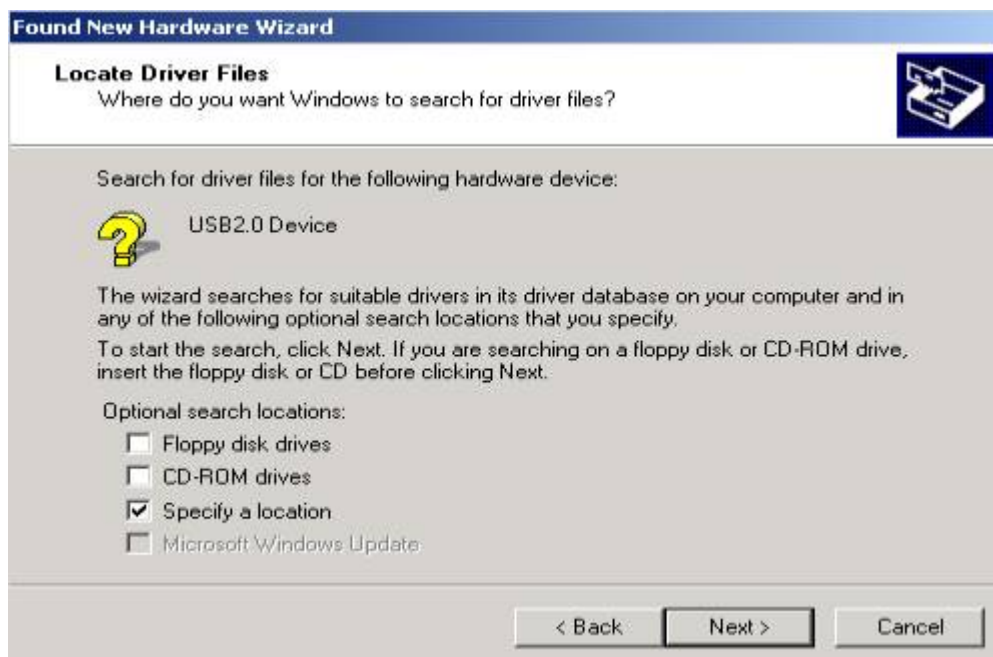 Found New Hardware Wizard
Locate Driver Files
Where do you want Windows to search for driver files?
Search for driver files for the following hardware device:
USB2.0 Device
The wizard searches for suitable drivers in its driver database on your computer and in
any of the following optional search locations that you specify.
To start the search, click Next. If you are searching on a floppy disk or CD-ROM drive,
insert the floppy disk or CD before clicking Next.
Optional search locations:
Floppy disk drives
CD-ROM drives
Specify a location
Microsoft Windows Update
< Back Next > Cancel